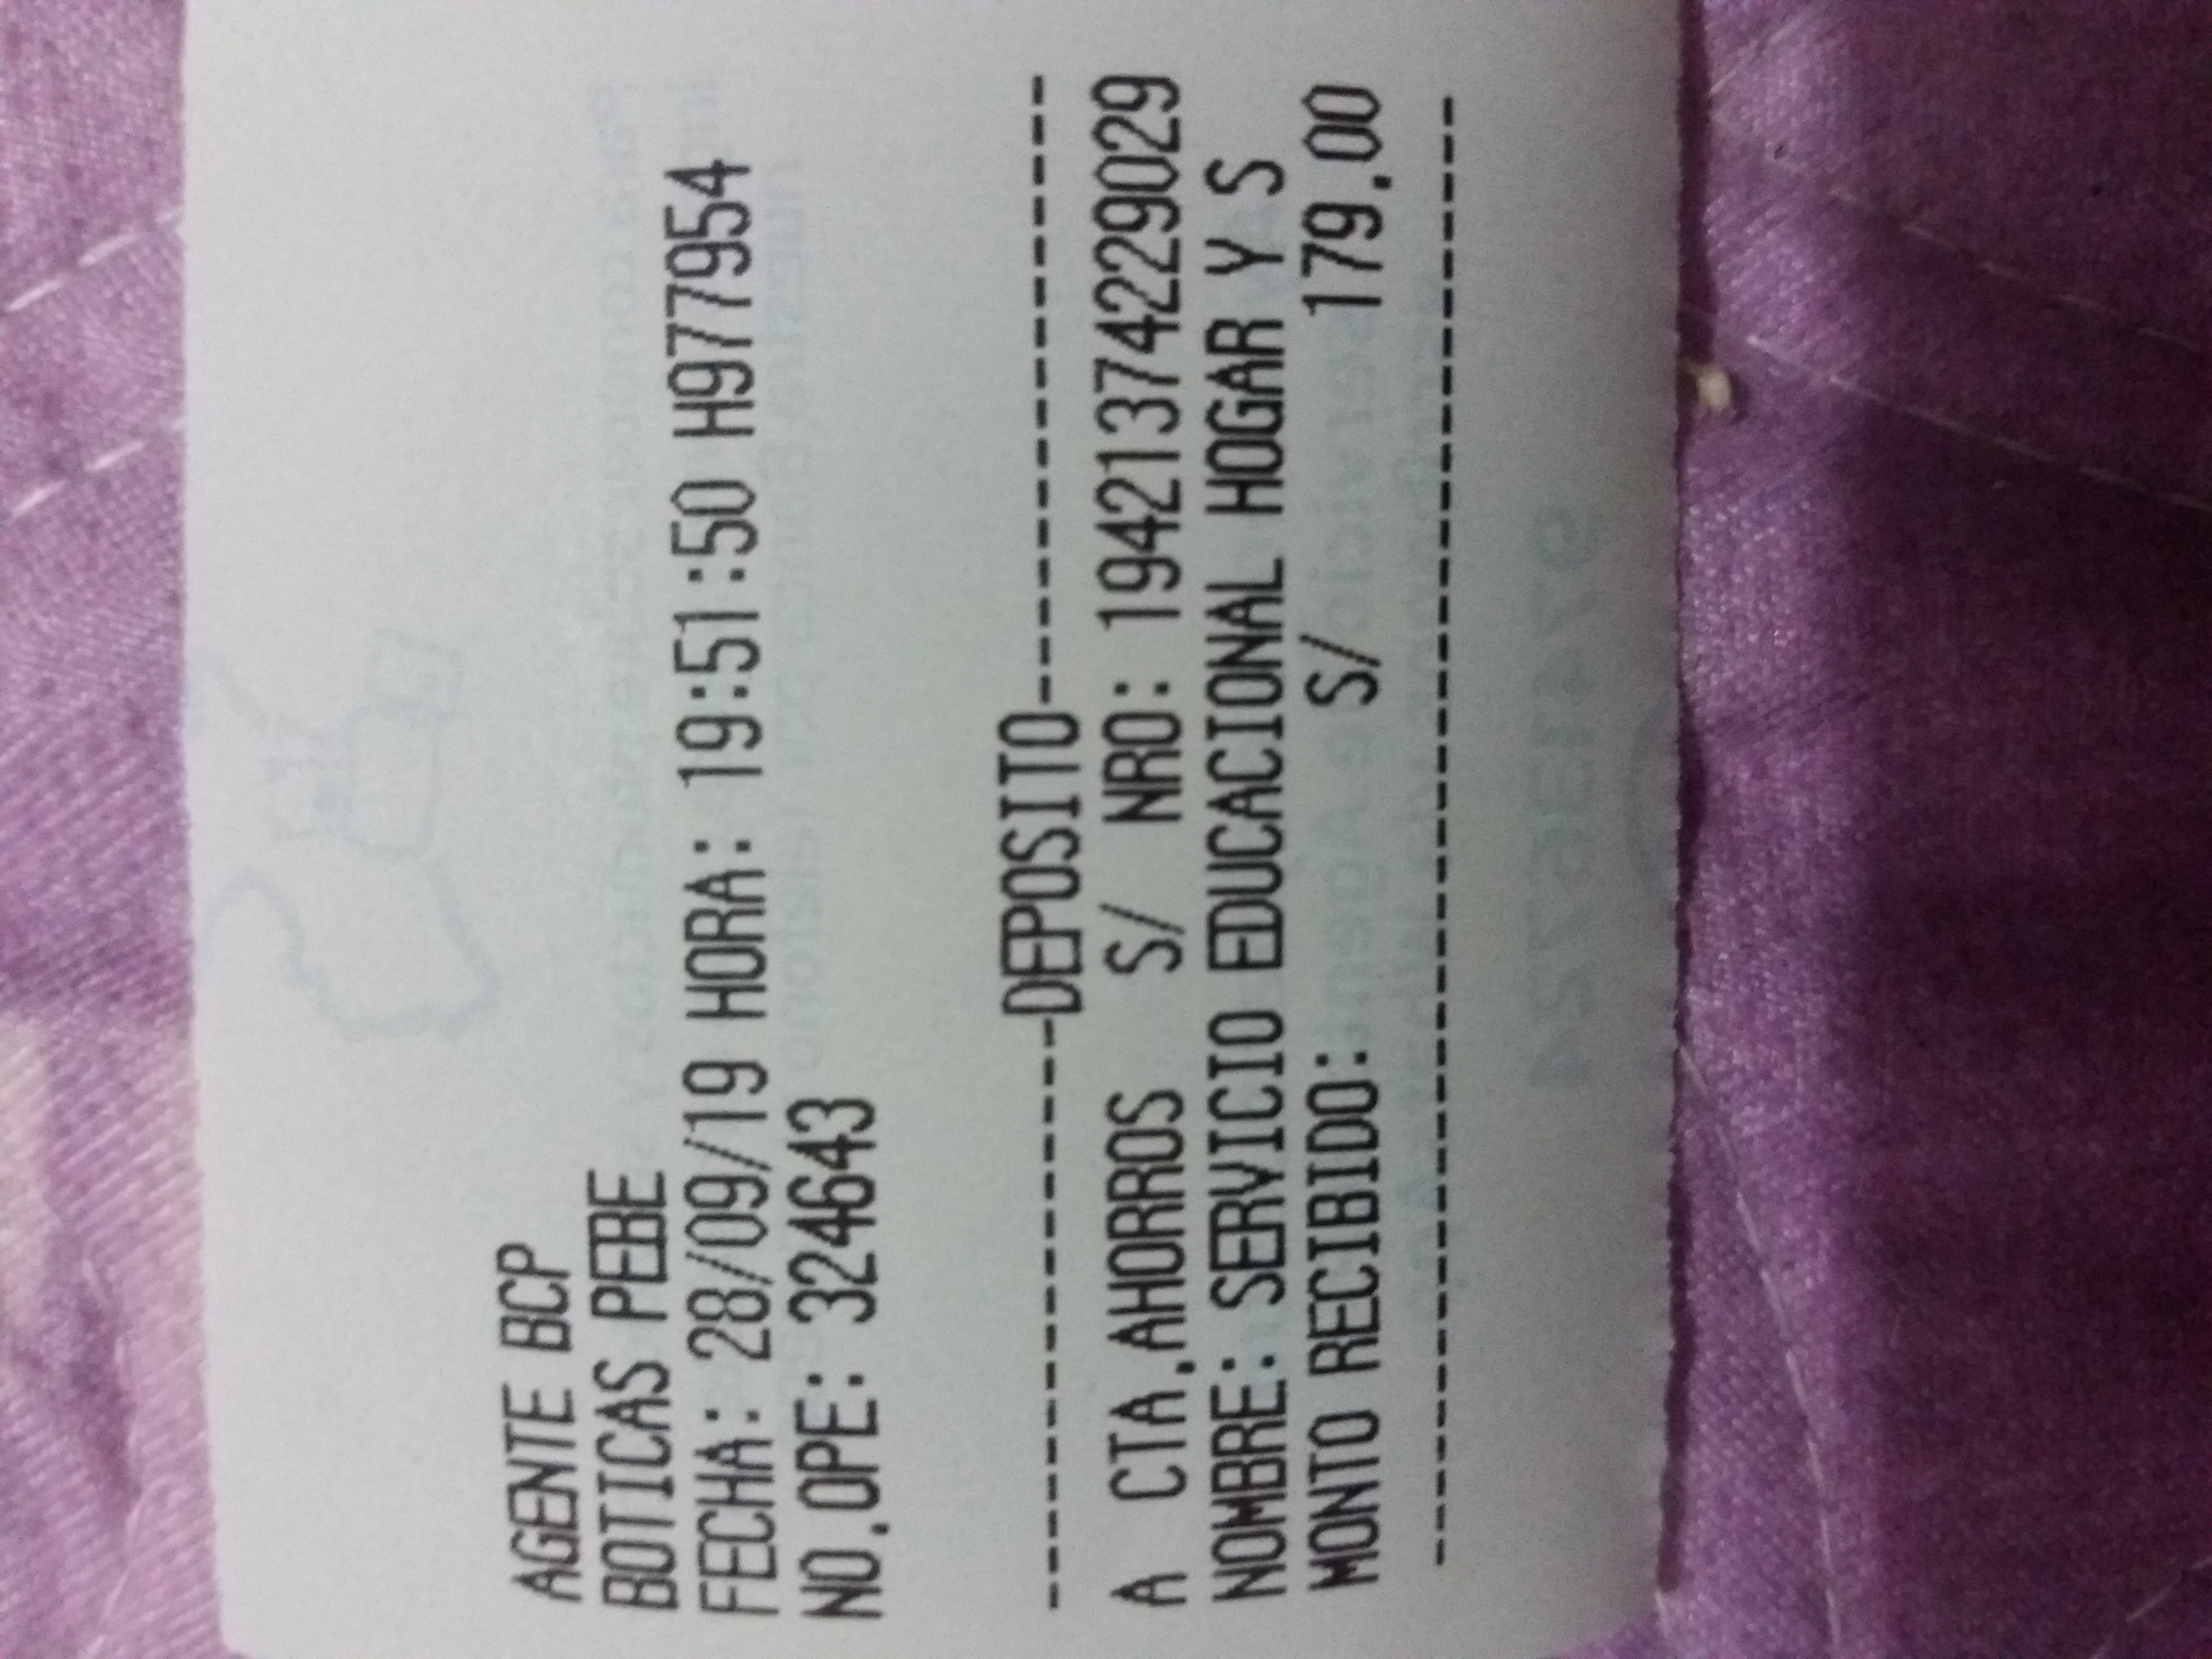 AGENTE BCP
BOTICAS PEBE
FECHA: 28/09/19 HORA: 19:51:50 H977954
NO.OPE: 324643
-------------DEPOSITO--------------------
A CTA.AHORROS S/ NRO: 19421374229029
NOMBRE: SERVICIO EDUCACIONAL HOGAR Y S
MONTO RECIBIDO: S/ 179.00
----------------------------------------